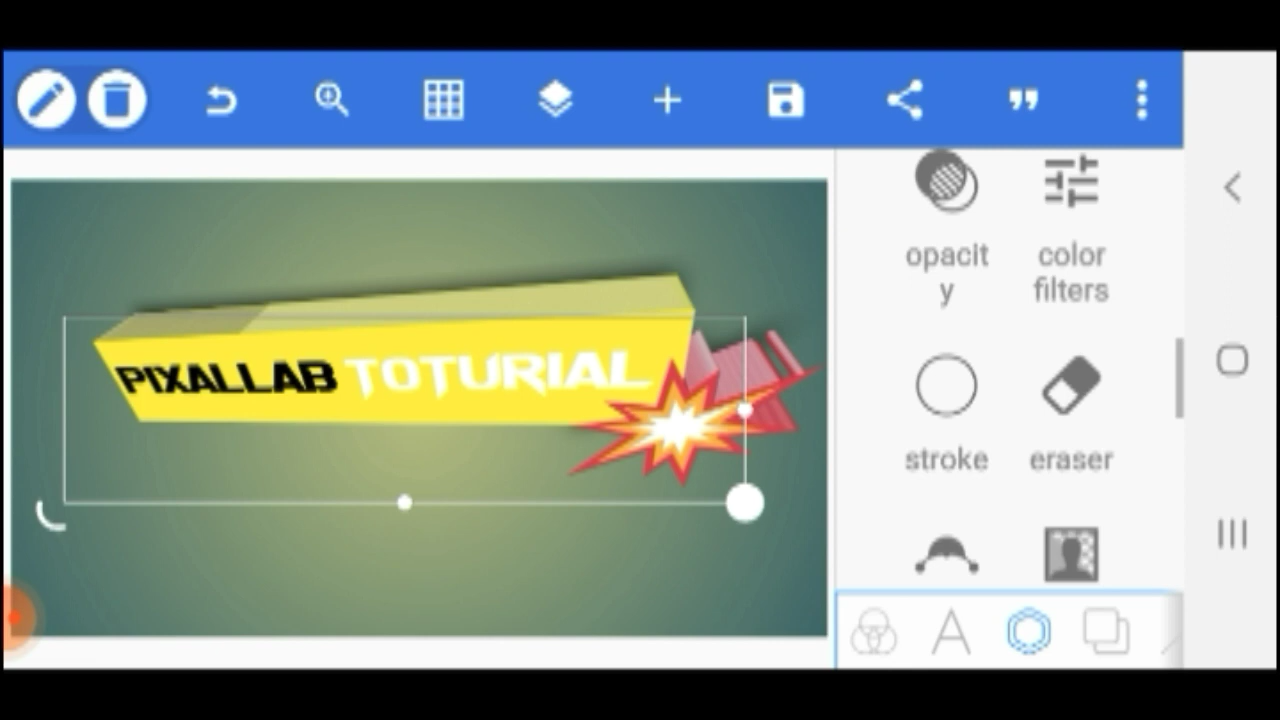 PIXALLAB TOTURIAL
opacit
y
color
filters
stroke
eraser